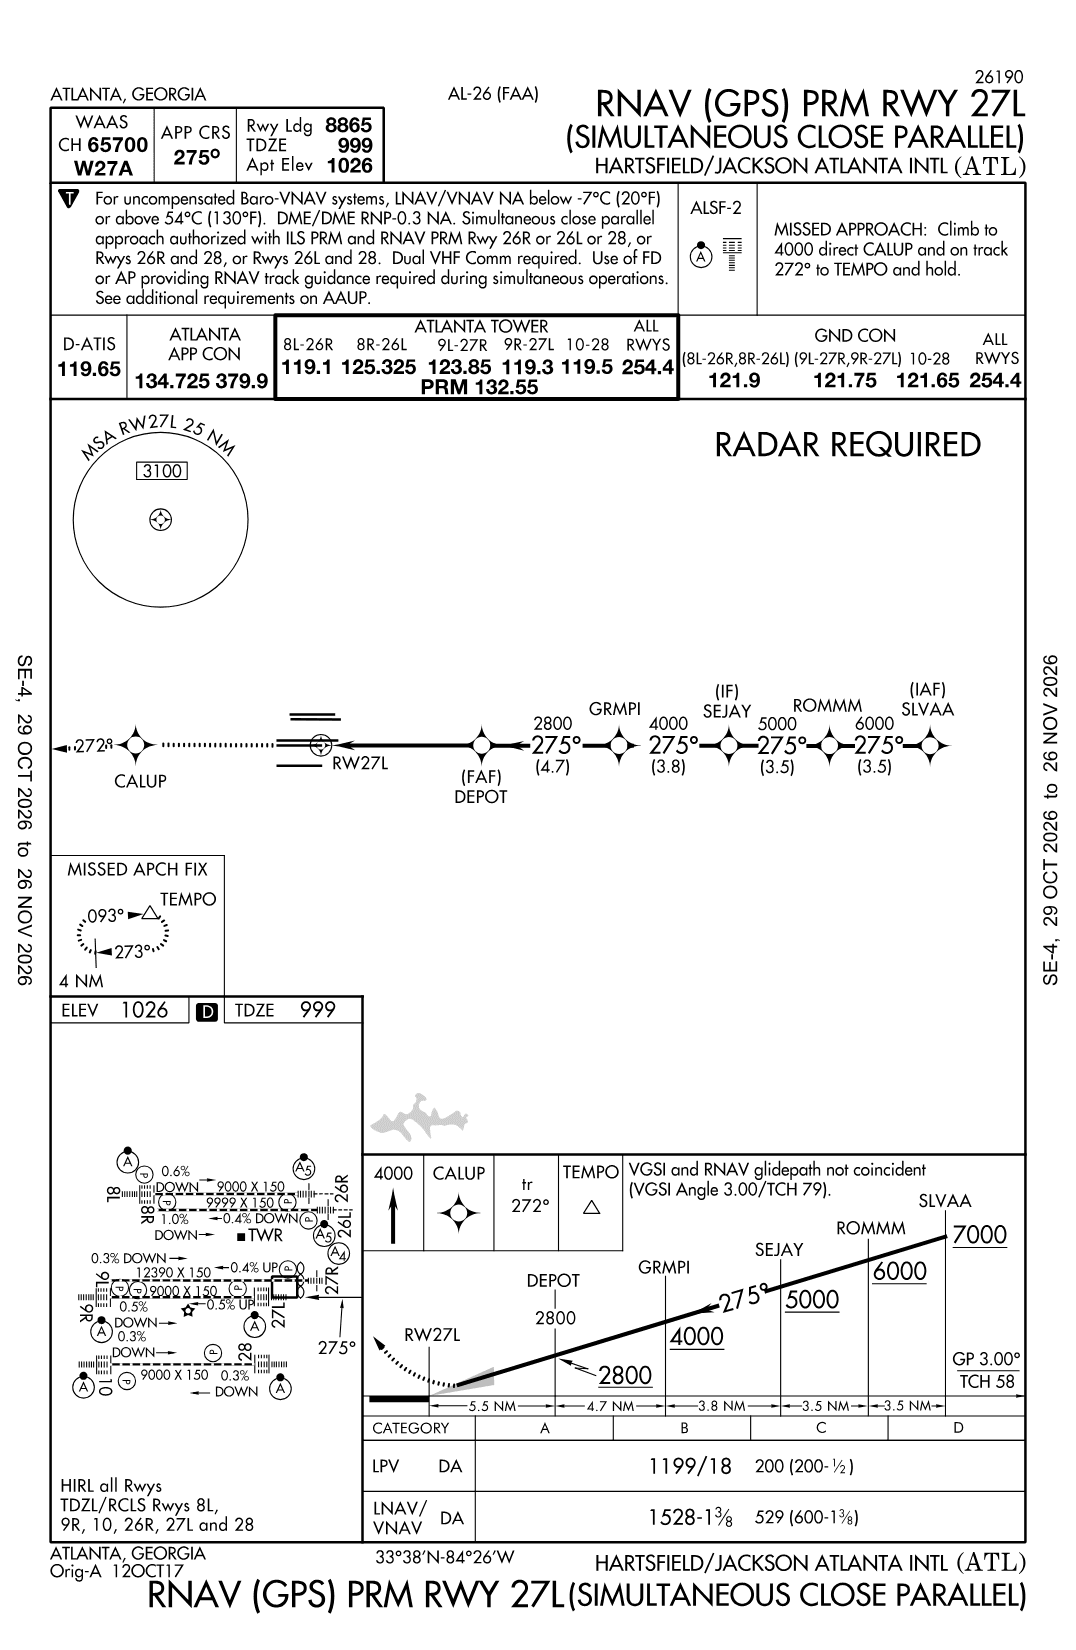 26190
ATLANTA, GEORGIA
AL-26 (FAA)
RNAV (GPS) PRM RWY 27L
(SIMULTANEOUS CLOSE PARALLEL)
HARTSFIELD/JACKSON ATLANTA INTL (ATL)
WAAS
CH 65700
W27A
APP CRS
275°
Rwy Ldg 8865
TDZE 999
Apt Elev 1026
T
For uncompensated Baro-VNAV systems, LNAV/VNAV NA below -7°C (20°F)
or above 54°C (130°F). DME/DME RNP-0.3 NA. Simultaneous close parallel
approach authorized with ILS PRM and RNAV PRM Rwy 26R or 26L or 28, or
Rwys 26R and 28, or Rwys 26L and 28. Dual VHF Comm required. Use of FD
or AP providing RNAV track guidance required during simultaneous operations.
See additional requirements on AAUP.
ALSF-2
A
MISSED APPROACH: Climb to
4000 direct CALUP and on track
272° to TEMPO and hold.
D-ATIS
119.65
ATLANTA
APP CON
134.725 379.9
ATLANTA TOWER
8L-26R 8R-26L 9L-27R 9R-27L 10-28 ALL RWYS
119.1 125.325 123.85 119.3 119.5 254.4
PRM 132.55
GND CON
(8L-26R,8R-26L) (9L-27R,9R-27L) 10-28 ALL RWYS
121.9 121.75 121.65 254.4
MSA RW27L 25 NM
3100
RADAR REQUIRED
SE-4, 29 OCT 2026 to 26 NOV 2026
SE-4, 29 OCT 2026 to 26 NOV 2026
272°
CALUP
RW27L
(FAF)
DEPOT
2800
275°
(4.7)
GRMPI
4000
275°
(3.8)
(IF)
SEJAY
5000
275°
(3.5)
ROMMM
6000
275°
(3.5)
(IAF)
SLVAA
MISSED APCH FIX
TEMPO
093°
273°
4 NM
ELEV 1026
D
TDZE 999
A
P
0.6%
DOWN
9000 X 150
A5
8L
26R
P
9999 X 150
P
8R
1.0%
DOWN
0.4% DOWN
P
26L
A5
TWR
A4
0.3% DOWN
12390 X 150
0.4% UP
P
9L
27R
P
P
9000 X 150
P
9R
0.5%
DOWN
0.5% UP
27L
A
A
0.3%
DOWN
P
28
275°
A
10
P
9000 X 150
0.3%
DOWN
A
HIRL all Rwys
TDZL/RCLS Rwys 8L,
9R, 10, 26R, 27L and 28
4000
CALUP
tr
272°
TEMPO
VGSI and RNAV glidepath not coincident
(VGSI Angle 3.00/TCH 79).
SLVAA
7000
ROMMM
6000
SEJAY
5000
275°
GRMPI
4000
DEPOT
2800
2800
RW27L
GP 3.00°
TCH 58
5.5 NM 4.7 NM 3.8 NM 3.5 NM 3.5 NM
CATEGORY A B C D
LPV DA 1199/18 200 (200-½)
LNAV/VNAV DA 1528-1⅜ 529 (600-1⅜)
ATLANTA, GEORGIA
Orig-A 12OCT17
33°38'N-84°26'W
HARTSFIELD/JACKSON ATLANTA INTL (ATL)
RNAV (GPS) PRM RWY 27L (SIMULTANEOUS CLOSE PARALLEL)